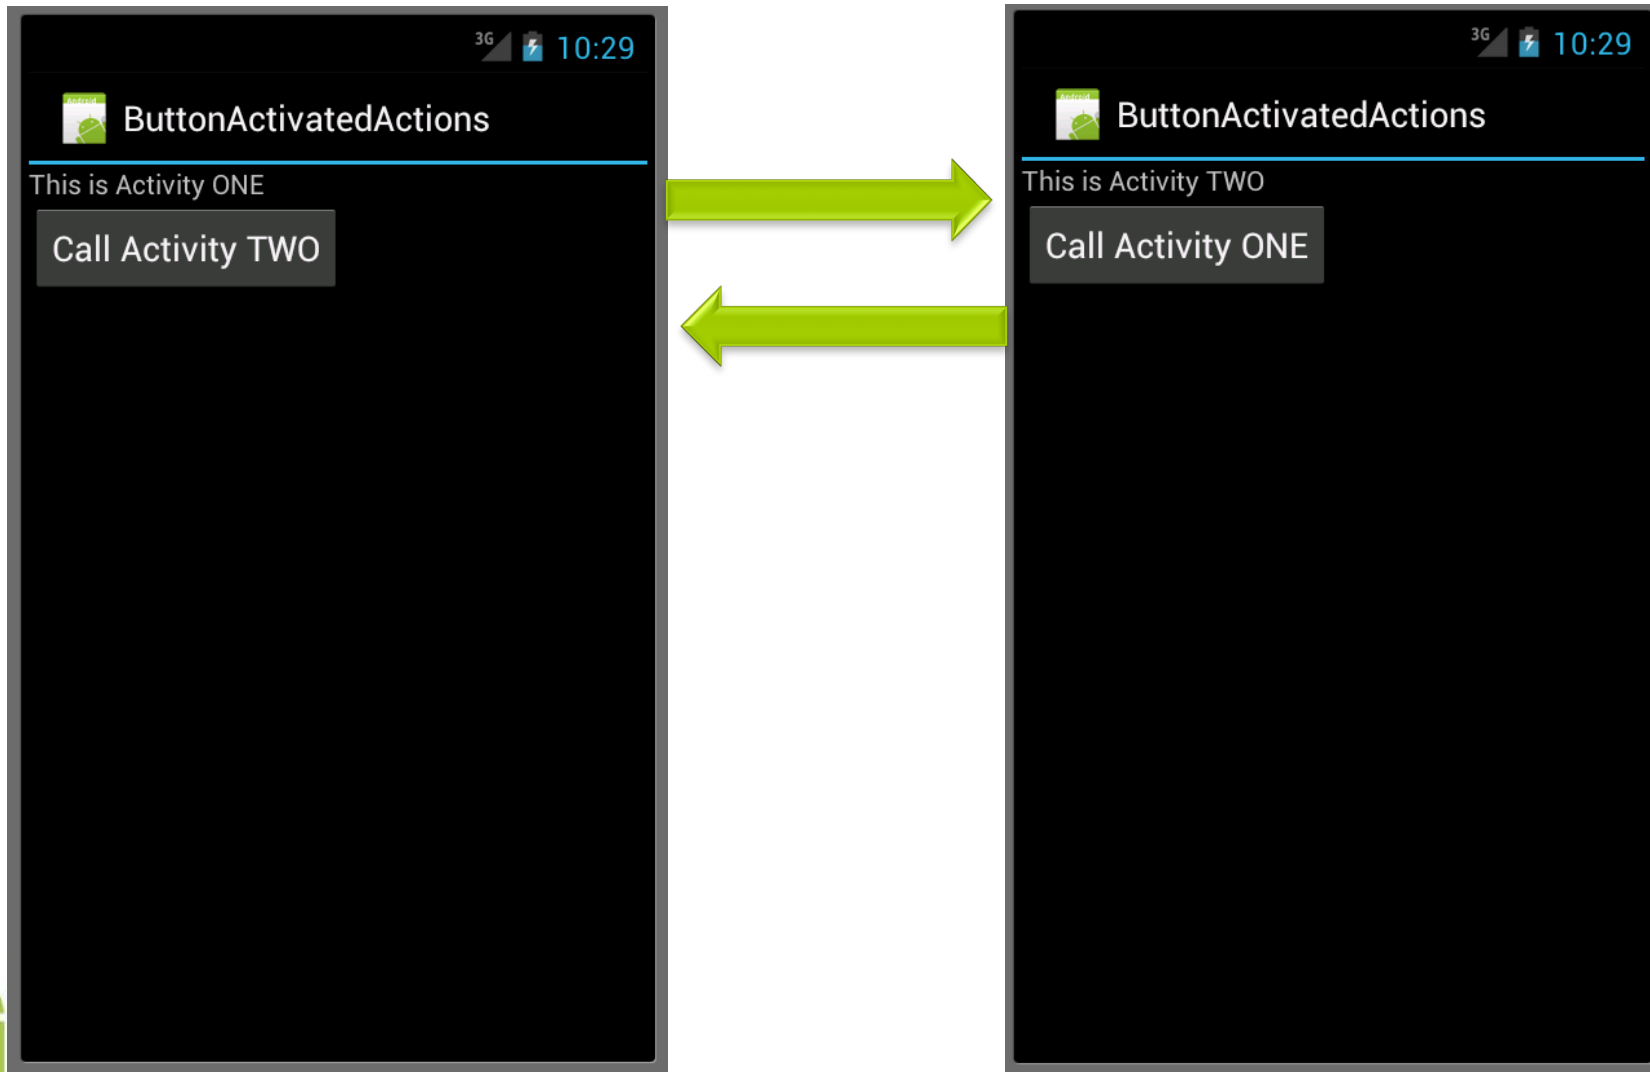 3G 10:29
ButtonActivatedActions
This is Activity ONE
Call Activity TWO
3G 10:29
ButtonActivatedActions
This is Activity TWO
Call Activity ONE